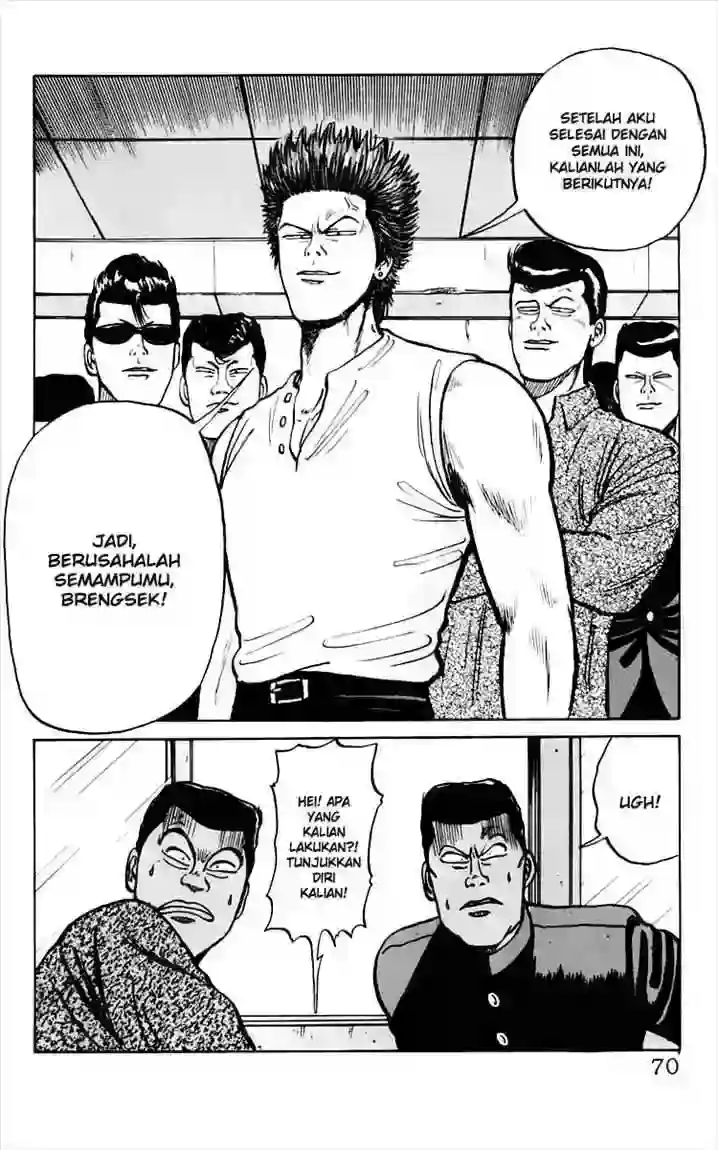 SETELAH AKU
SELESAI DENGAN
SEMUA INI,
KALIANLAH YANG
BERIKUTNYA!
JADI,
BERUSAHALAH
SEMAMPUMU,
BRENGSEK!
UGH!
HEI! APA
YANG
KALIAN
LAKUKAN?!
TUNJUKKAN
DIRI
KALIAN!
70